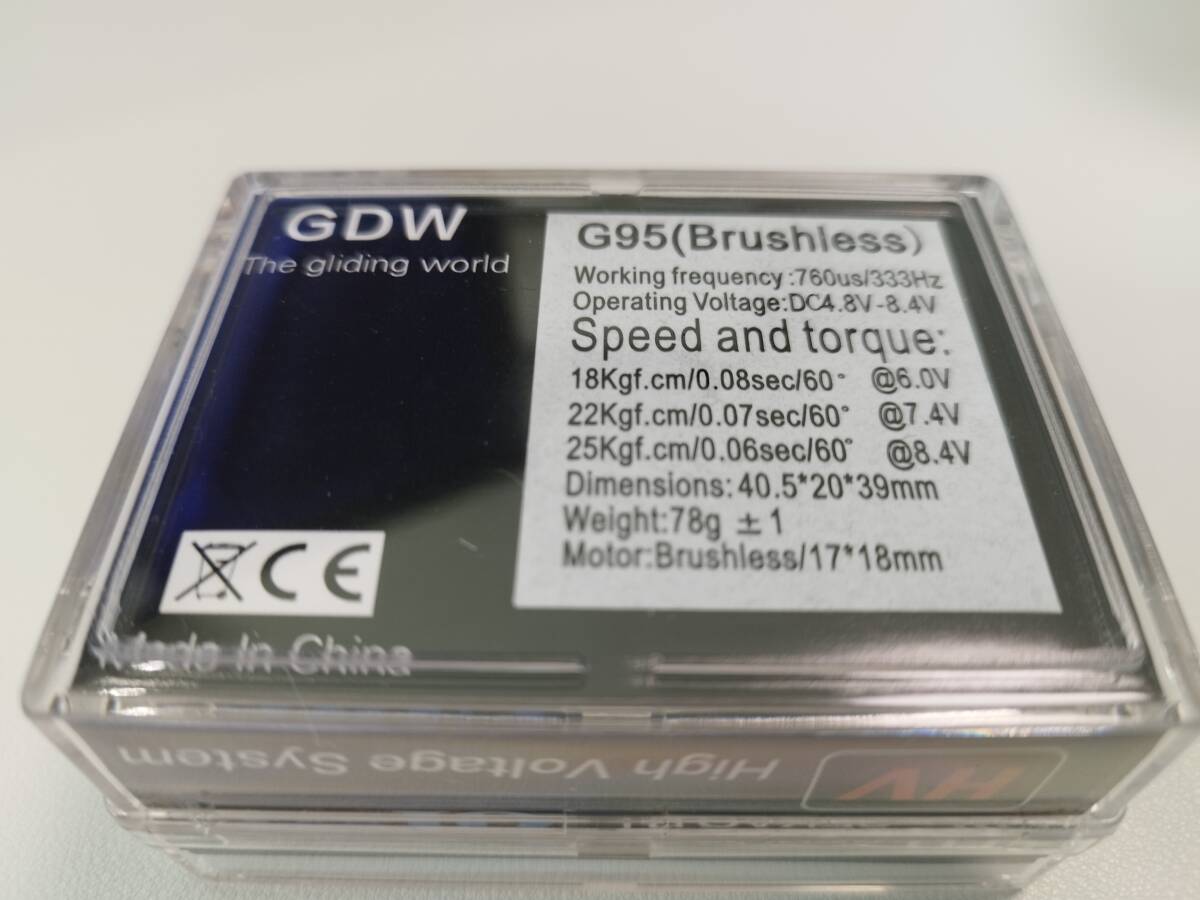 GDW
The gliding world
G95(Brushless)
Working frequency:760us/333Hz
Operating Voltage:DC4.8V-8.4V
Speed and torque:
18Kgf.cm/0.08sec/60° @6.0V
22Kgf.cm/0.07sec/60° @7.4V
25Kgf.cm/0.06sec/60° @8.4V
Dimensions:40.5*20*39mm
Weight:78g ±1
Motor:Brushless/17*18mm
CE
Made In China
HV
High Voltage System